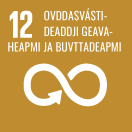 12 OVDDASVÁSTI-
DEADDJI GEAVA-
HEAPMI JA BUVTTADEAPMI